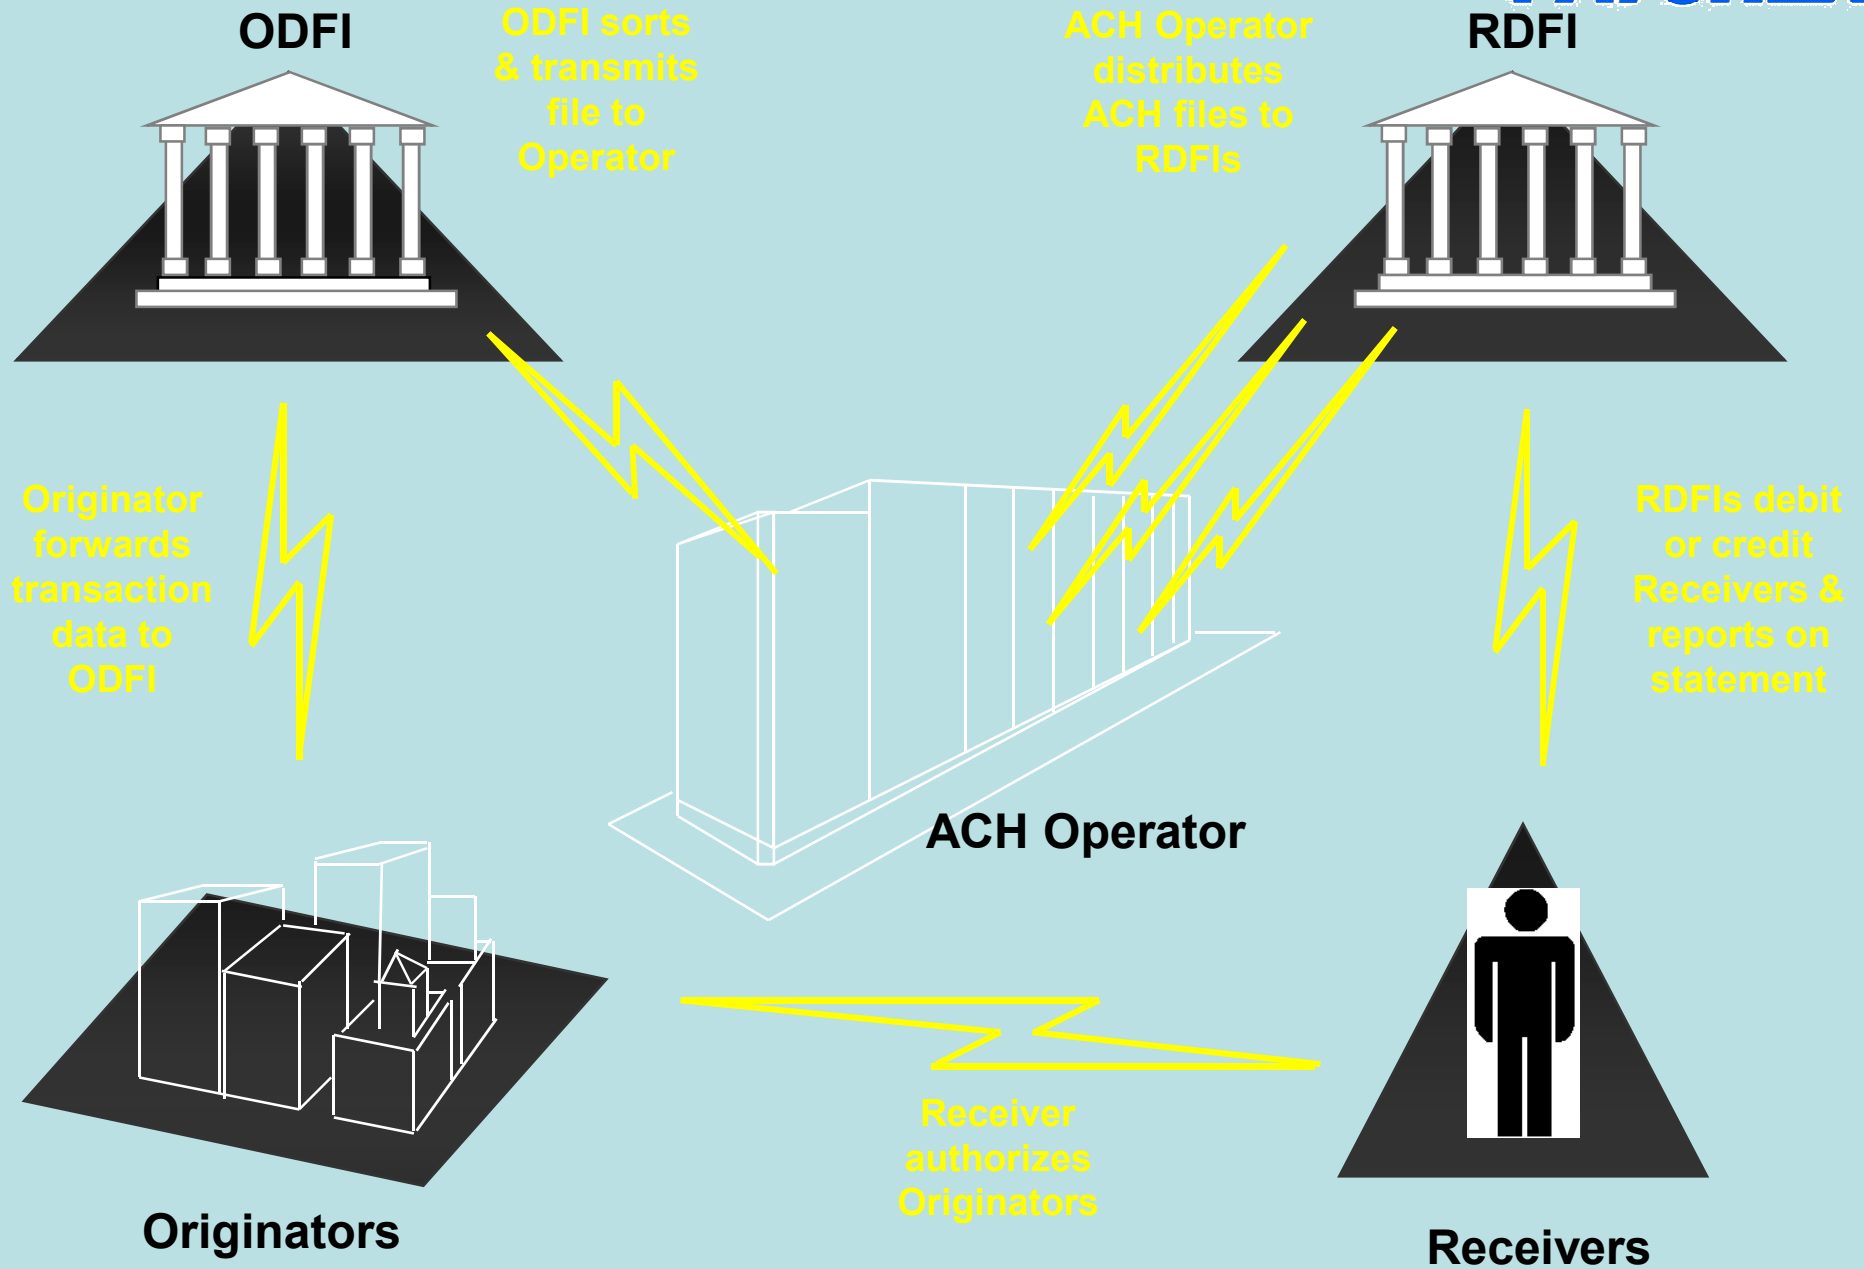 ODFI
ODFI sorts
& transmits
file to
Operator
ACH Operator
distributes
ACH files to
RDFIs
RDFI
Originator
forwards
transaction
data to
ODFI
RDFIs debit
or credit
Receivers &
reports on
statement
ACH Operator
Receiver
authorizes
Originators
Originators
Receivers